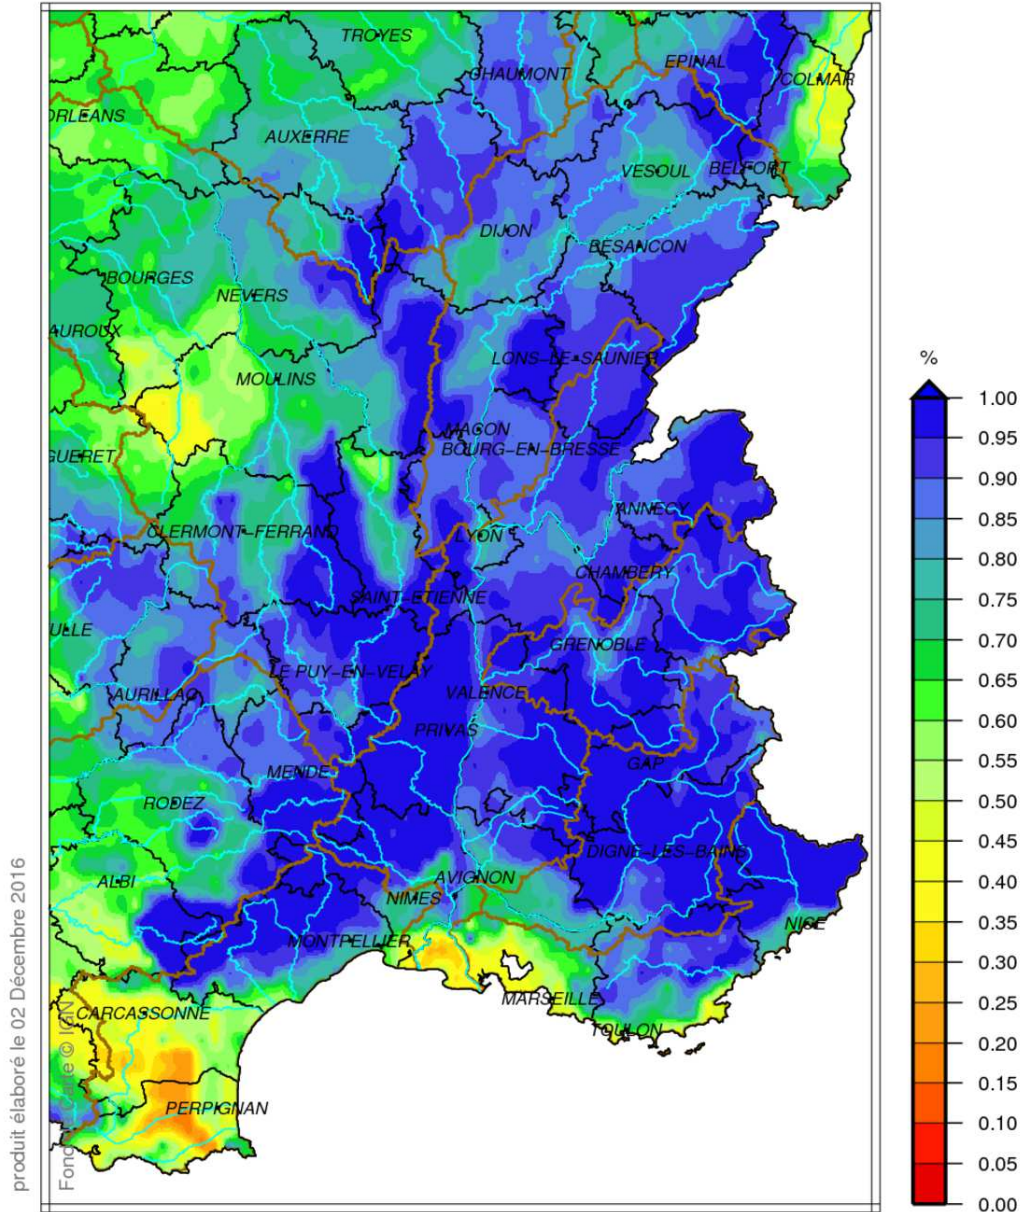 TROYES
CHAUMONT
EPINAL
COLMAR
ORLEANS
AUXERRE
VESOUL
BELFORT
DIJON
BESANCON
BOURGES
NEVERS
AUROUX
LONS-LE-SAUNIER
MOULINS
MACON
BOURG-EN-BRESSE
GUERET
ANNECY
CLERMONT-FERRAND
LYON
CHAMBERY
SAINT-ETIENNE
ULLE
GRENOBLE
LE PUY-EN-VELAY
AURILLAC
VALENCE
PRIVAS
GAP
MENDE
RODEZ
DIGNE-LES-BAINS
AVIGNON
ALBI
NIMES
NICE
MONTPELLIER
MARSEILLE
CARCASSONNE
TOULON
PERPIGNAN
%
1.00
0.95
0.90
0.85
0.80
0.75
0.70
0.65
0.60
0.55
0.50
0.45
0.40
0.35
0.30
0.25
0.20
0.15
0.10
0.05
0.00
produit élaboré le 02 Décembre 2016
Fond de Carte © IGN